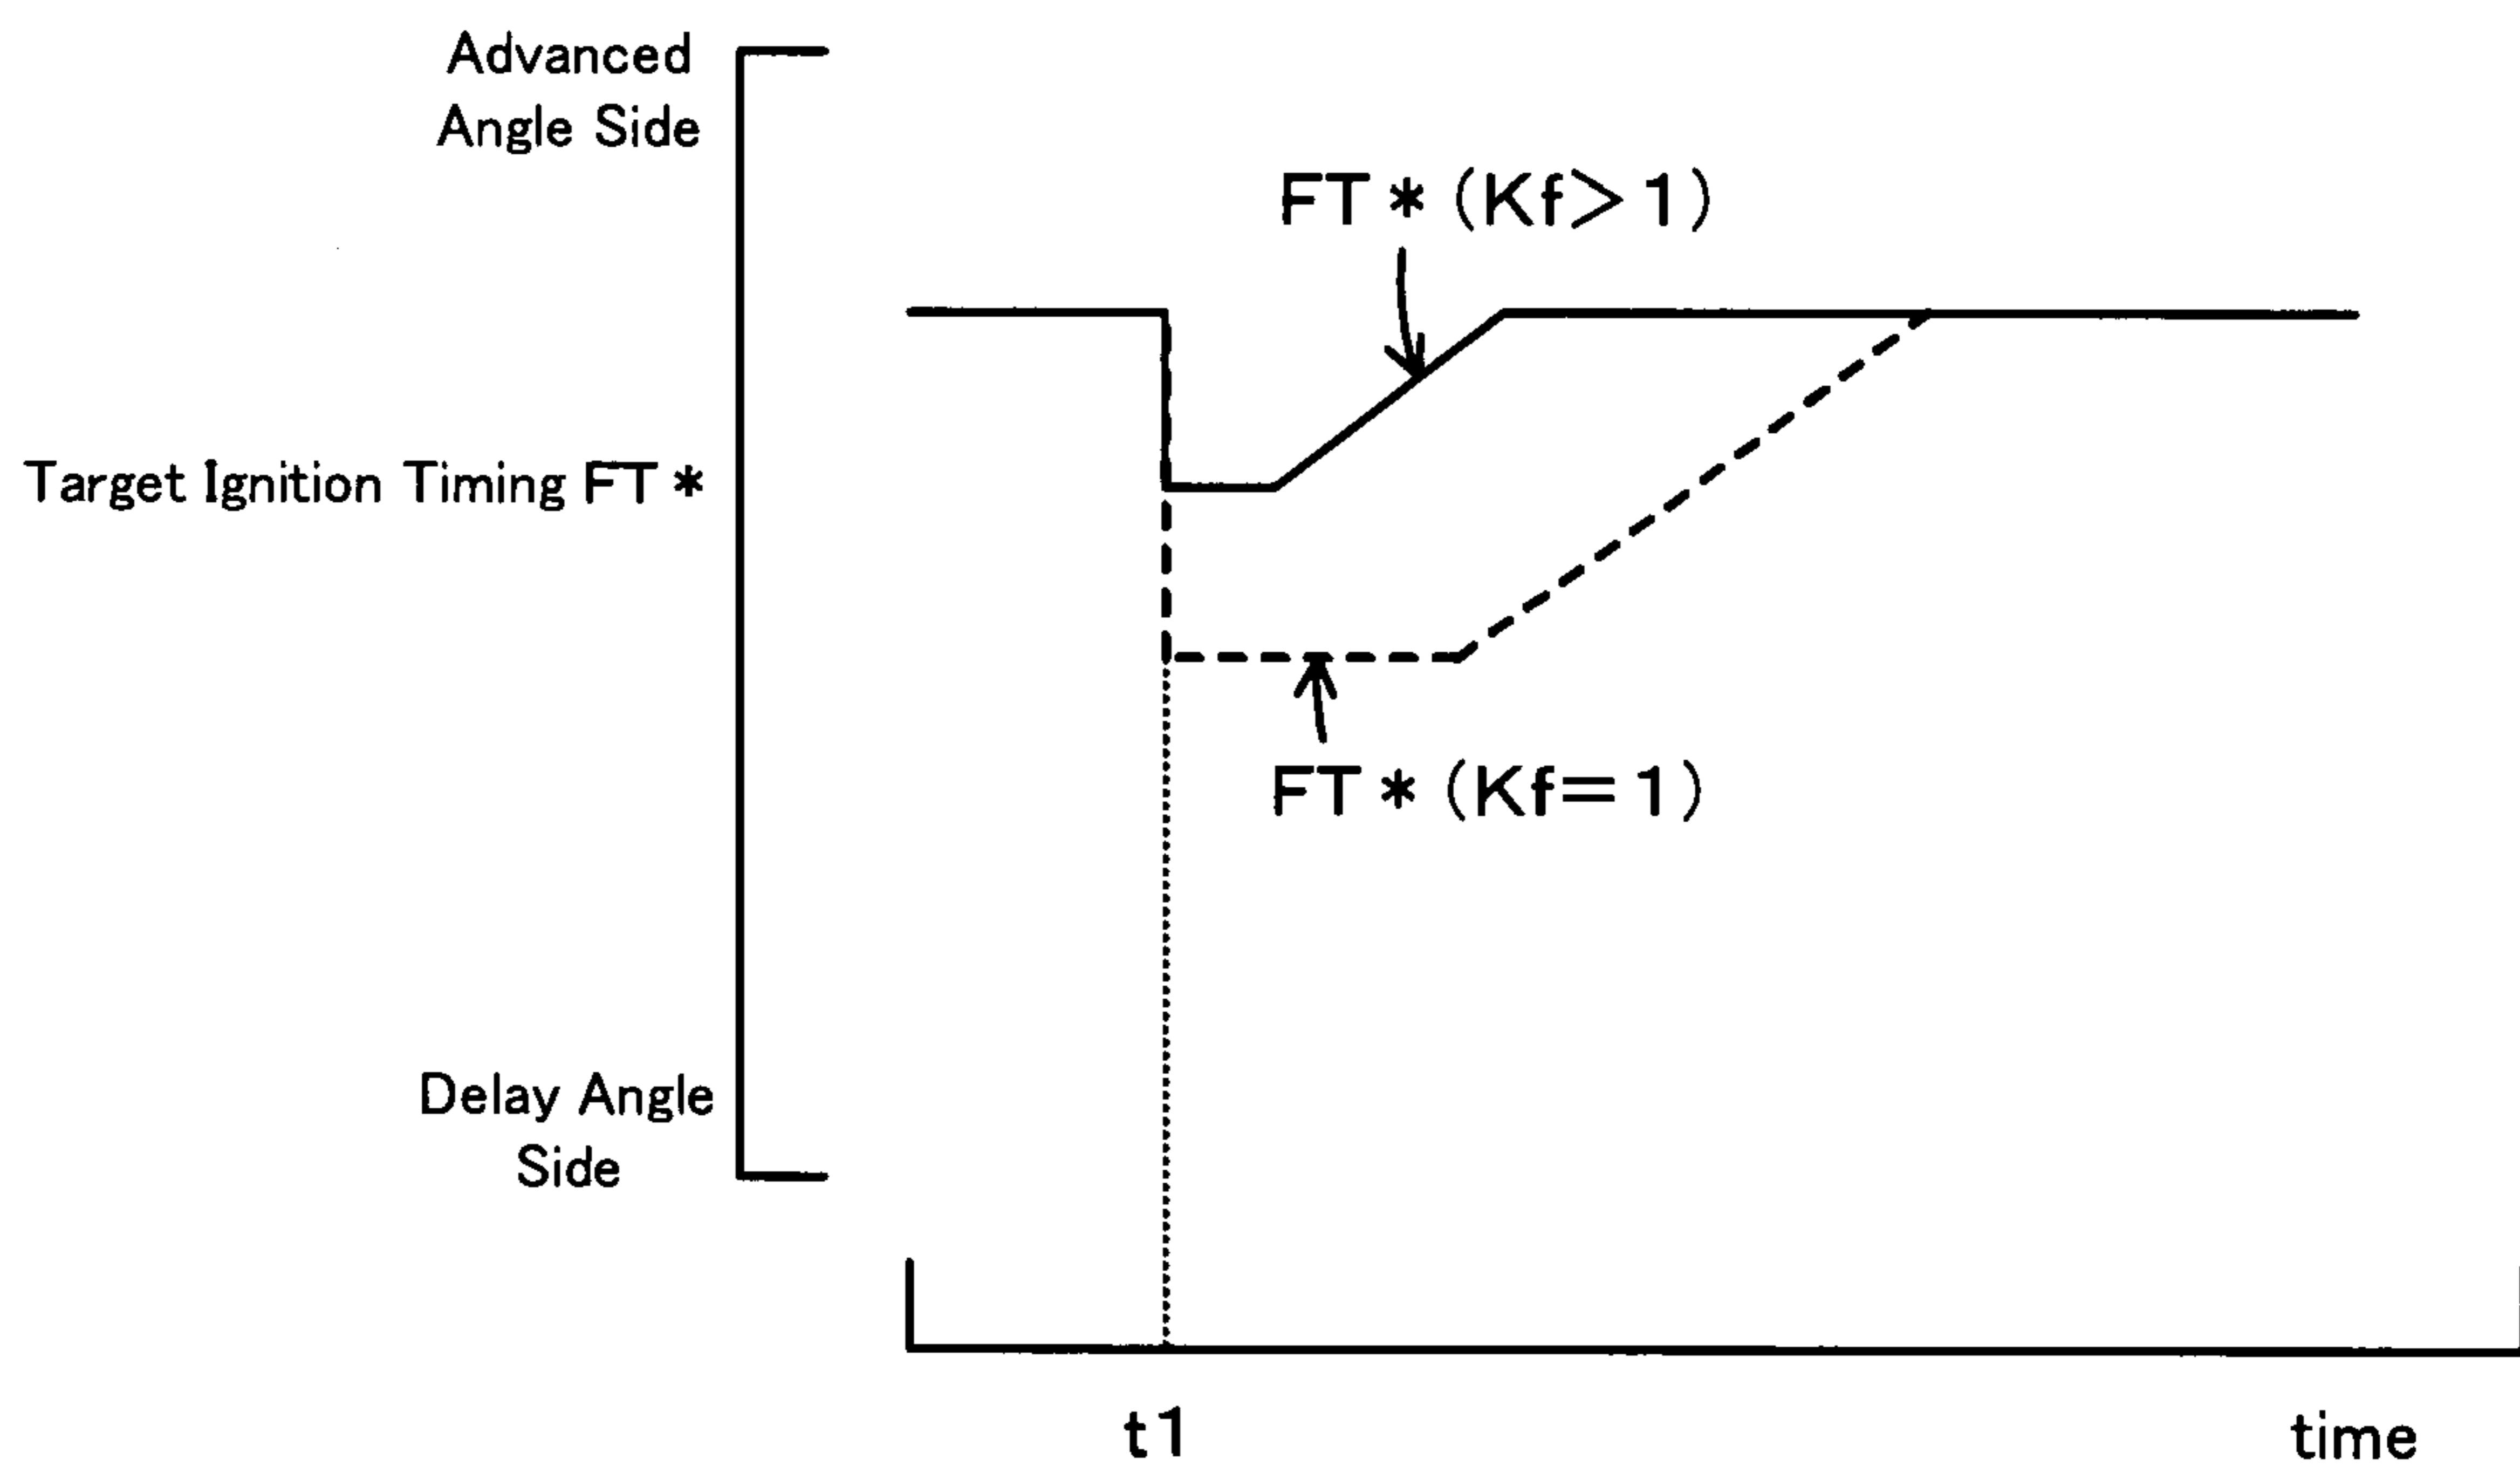 Advanced
Angle Side
FT＊(Kf＞1)
Target Ignition Timing FT＊
FT＊(Kf＝1)
Delay Angle
Side
t1
time